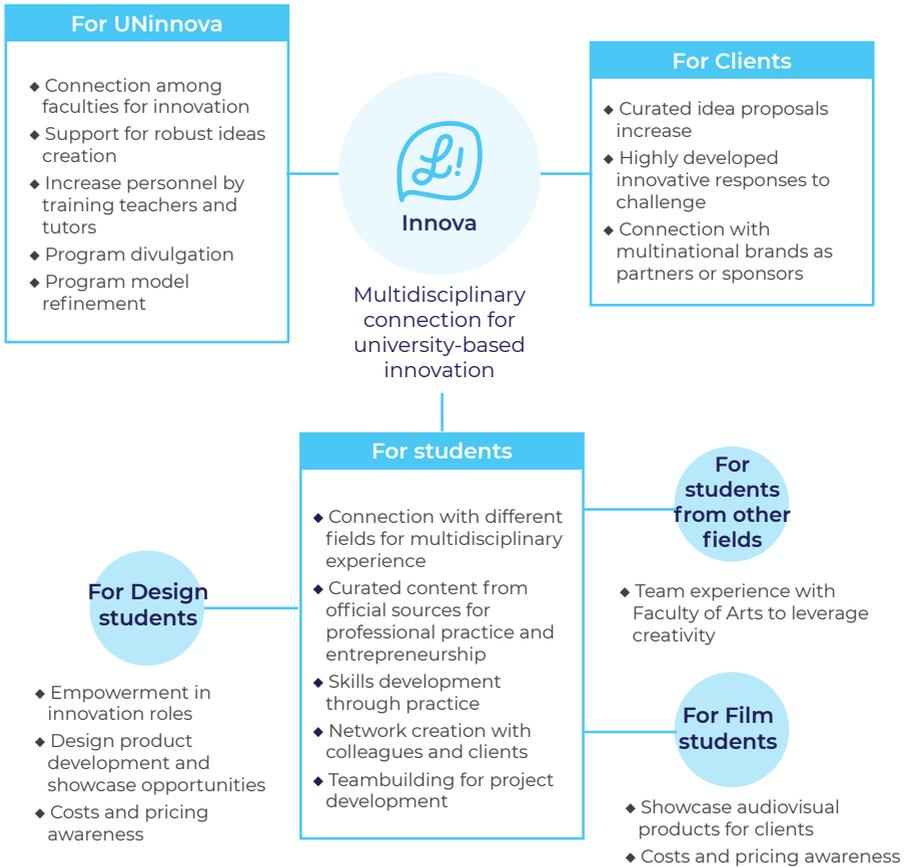 For UNinnova
◆ Connection among
faculties for innovation
◆ Support for robust ideas
creation
◆ Increase personnel by
training teachers and
tutors
◆ Program divulgation
◆ Program model
refinement
L!
Innova
Multidisciplinary
connection for
university-based
innovation
For Clients
◆ Curated idea proposals
increase
◆ Highly developed
innovative responses to
challenge
◆ Connection with
multinational brands as
partners or sponsors
For students
◆ Connection with different
fields for multidisciplinary
experience
◆ Curated content from
official sources for
professional practice and
entrepreneurship
◆ Skills development
through practice
◆ Network creation with
colleagues and clients
◆ Teambuilding for project
development
For Design
students
◆ Empowerment in
innovation roles
◆ Design product
development and
showcase opportunities
◆ Costs and pricing
awareness
For
students
from other
fields
◆ Team experience with
Faculty of Arts to leverage
creativity
For Film
students
◆ Showcase audiovisual
products for clients
◆ Costs and pricing awareness